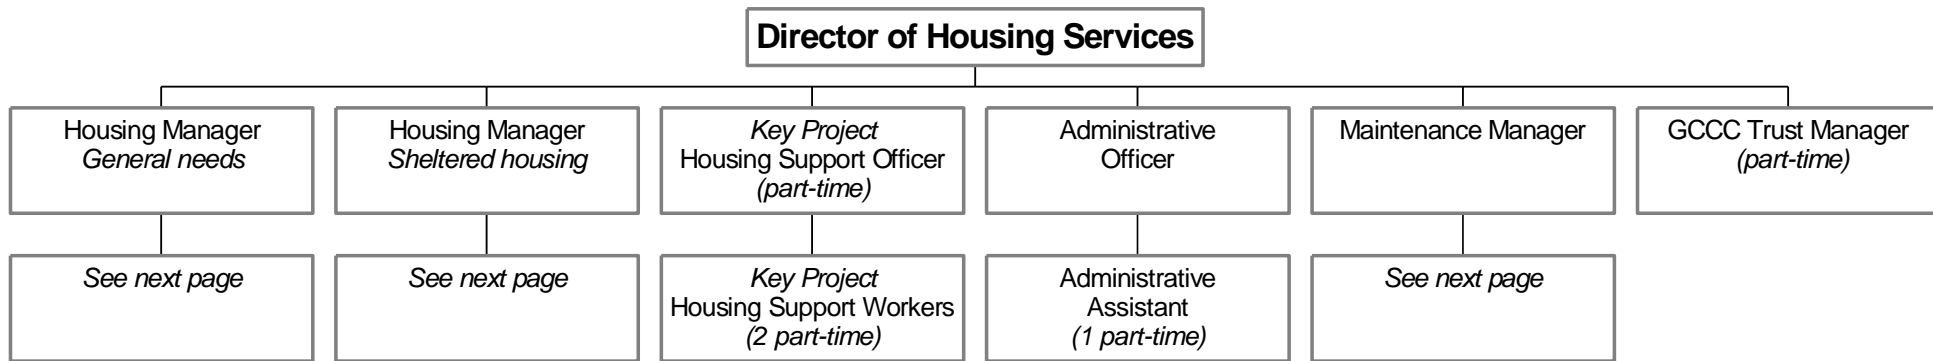 Director of Housing Services
Housing Manager
General needs
Housing Manager
Sheltered housing
Key Project
Housing Support Officer
(part-time)
Administrative
Officer
Maintenance Manager
GCCC Trust Manager
(part-time)
See next page
See next page
Key Project
Housing Support Workers
(2 part-time)
Administrative
Assistant
(1 part-time)
See next page